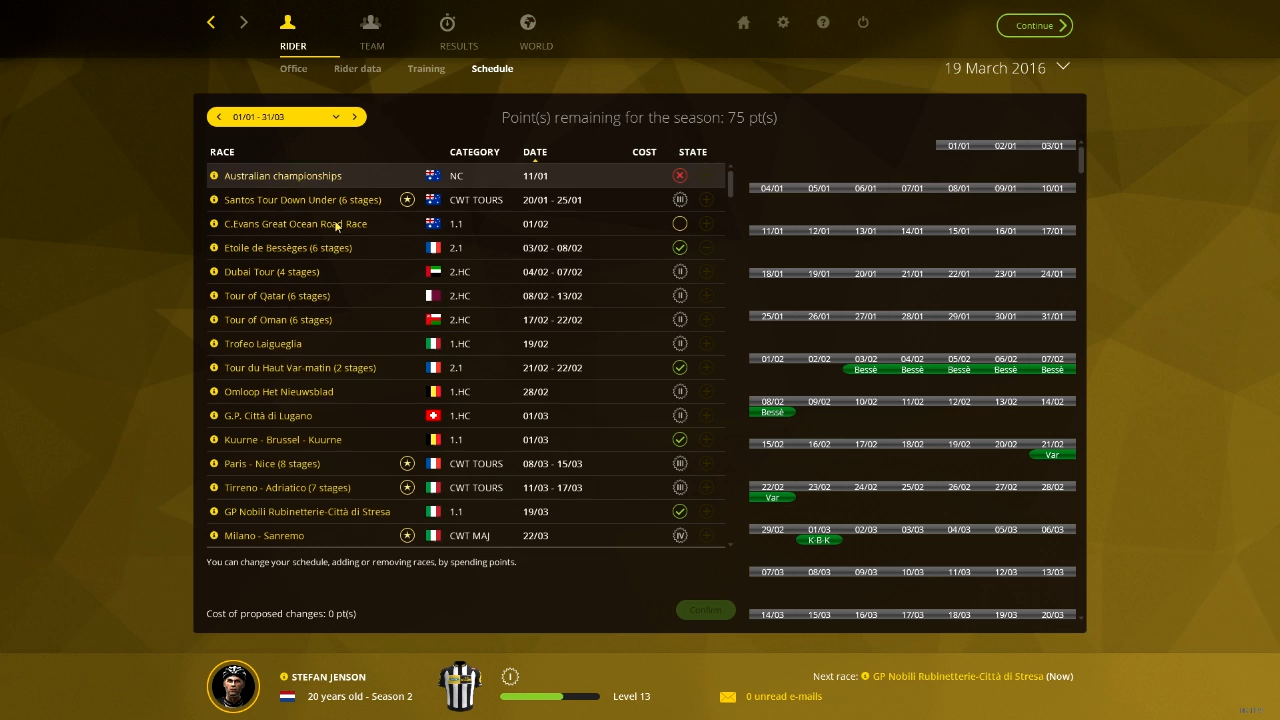 RIDER TEAM RESULTS WORLD Continue
Office Rider data Training Schedule 19 March 2016
01/01 - 31/03 Point(s) remaining for the season: 75 pt(s)
RACE CATEGORY DATE COST STATE
Australian championships NC 11/01
Santos Tour Down Under (6 stages) CWT TOURS 20/01 - 25/01 III
C.Evans Great Ocean Road Race 1.1 01/02
Etoile de Bessèges (6 stages) 2.1 03/02 - 08/02
Dubai Tour (4 stages) 2.HC 04/02 - 07/02 II
Tour of Qatar (6 stages) 2.HC 08/02 - 13/02 II
Tour of Oman (6 stages) 2.HC 17/02 - 22/02 II
Trofeo Laigueglia 1.HC 19/02 II
Tour du Haut Var-matin (2 stages) 2.1 21/02 - 22/02
Omloop Het Nieuwsblad 1.HC 28/02 II
G.P. Città di Lugano 1.HC 01/03 II
Kuurne - Brussel - Kuurne 1.1 01/03
Paris - Nice (8 stages) CWT TOURS 08/03 - 15/03 III
Tirreno - Adriatico (7 stages) CWT TOURS 11/03 - 17/03 III
GP Nobili Rubinetterie-Città di Stresa 1.1 19/03
Milano - Sanremo CWT MAJ 22/03 IV
You can change your schedule, adding or removing races, by spending points.
Cost of proposed changes: 0 pt(s) Confirm
01/01 02/01 03/01
04/01 05/01 06/01 07/01 08/01 09/01 10/01
11/01 12/01 13/01 14/01 15/01 16/01 17/01
18/01 19/01 20/01 21/01 22/01 23/01 24/01
25/01 26/01 27/01 28/01 29/01 30/01 31/01
01/02 02/02 03/02 04/02 05/02 06/02 07/02
Bessè Bessè Bessè Bessè Bessè
08/02 09/02 10/02 11/02 12/02 13/02 14/02
Bessè
15/02 16/02 17/02 18/02 19/02 20/02 21/02
Var
22/02 23/02 24/02 25/02 26/02 27/02 28/02
Var
29/02 01/03 02/03 03/03 04/03 05/03 06/03
K-B-K
07/03 08/03 09/03 10/03 11/03 12/03 13/03
14/03 15/03 16/03 17/03 18/03 19/03 20/03
STEFAN JENSON I Next race: GP Nobili Rubinetterie-Città di Stresa (Now)
20 years old - Season 2 Level 13 0 unread e-mails